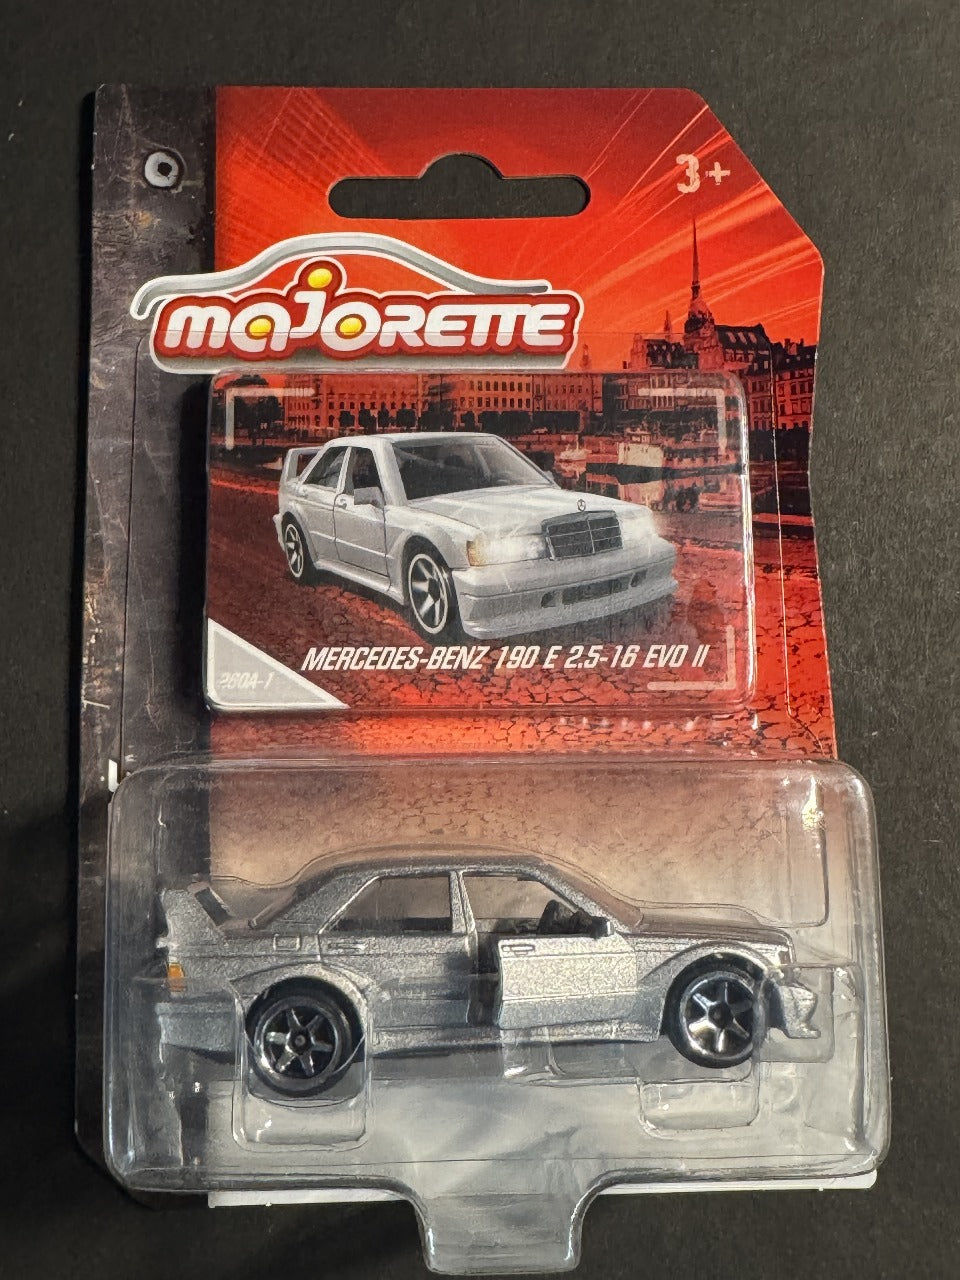 3+
MAJORETTE
MERCEDES-BENZ 190 E 2.5-16 EVO II
260A-1